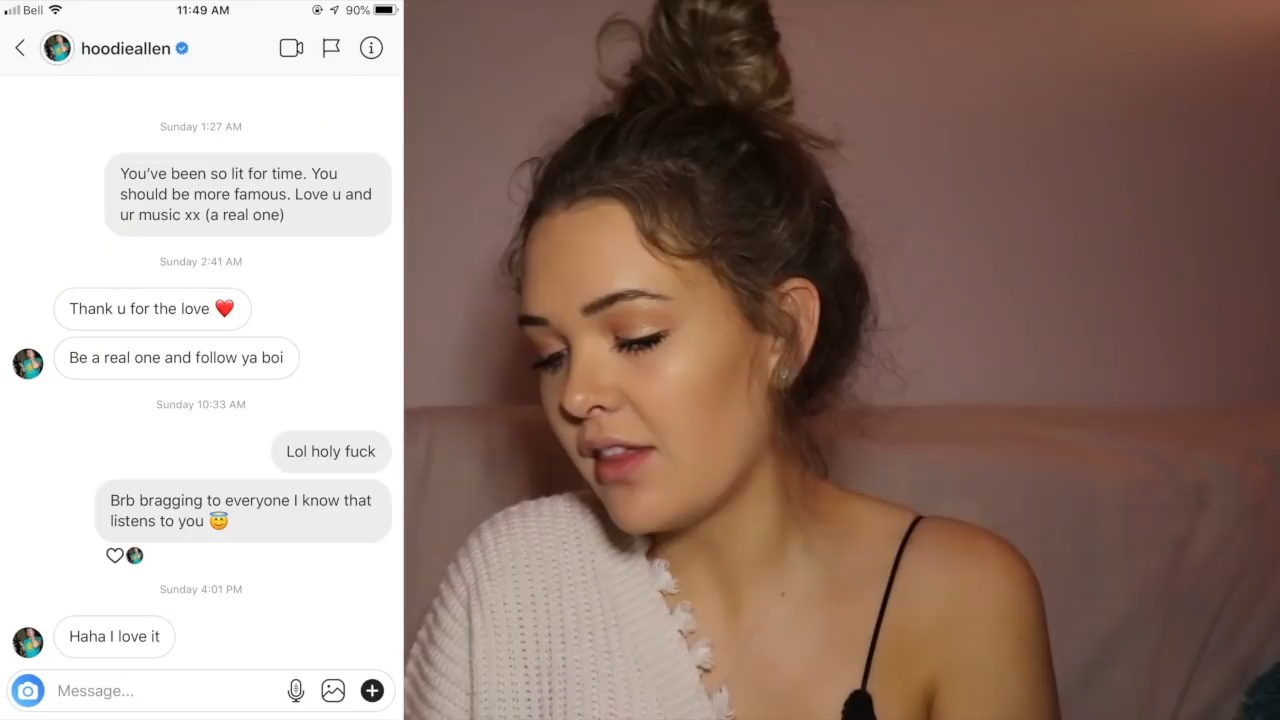 Bell 11:49 AM 90%
hoodieallen
Sunday 1:27 AM
You’ve been so lit for time. You
should be more famous. Love u and
ur music xx (a real one)
Sunday 2:41 AM
Thank u for the love ❤️
Be a real one and follow ya boi
Sunday 10:33 AM
Lol holy fuck
Brb bragging to everyone I know that
listens to you 😇
Sunday 4:01 PM
Haha I love it
Message...